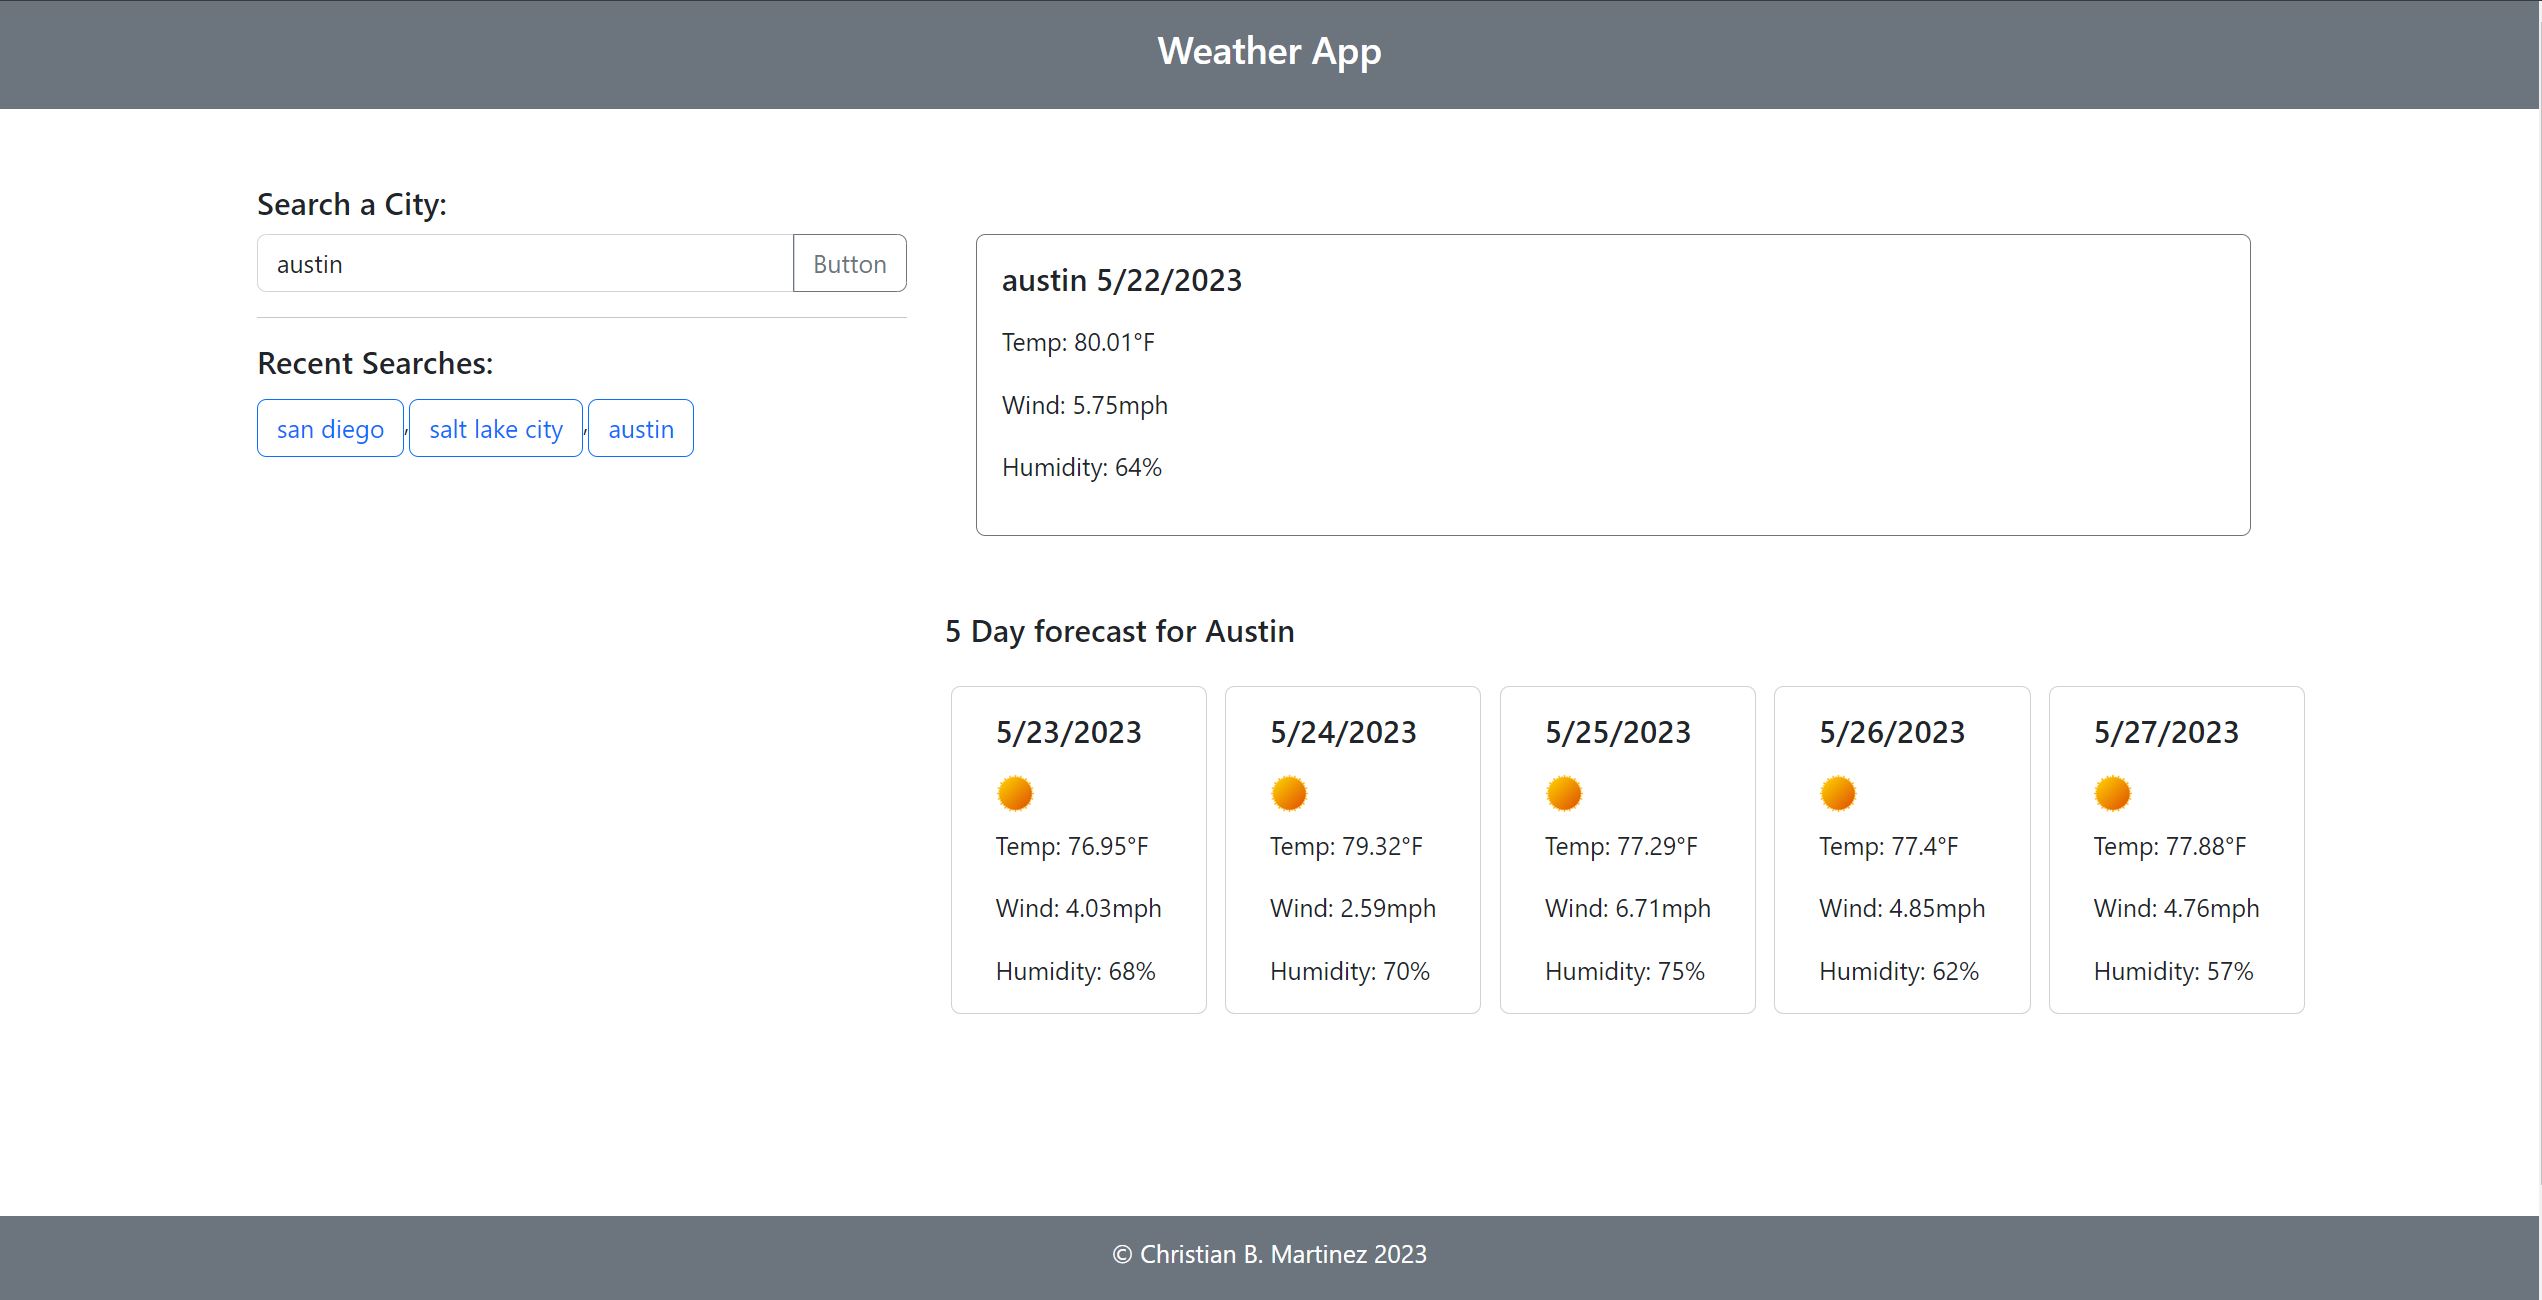 Weather App
Search a City:
austin Button
Recent Searches:
san diego , salt lake city , austin
austin 5/22/2023
Temp: 80.01°F
Wind: 5.75mph
Humidity: 64%
5 Day forecast for Austin
5/23/2023
Temp: 76.95°F
Wind: 4.03mph
Humidity: 68%
5/24/2023
Temp: 79.32°F
Wind: 2.59mph
Humidity: 70%
5/25/2023
Temp: 77.29°F
Wind: 6.71mph
Humidity: 75%
5/26/2023
Temp: 77.4°F
Wind: 4.85mph
Humidity: 62%
5/27/2023
Temp: 77.88°F
Wind: 4.76mph
Humidity: 57%
© Christian B. Martinez 2023